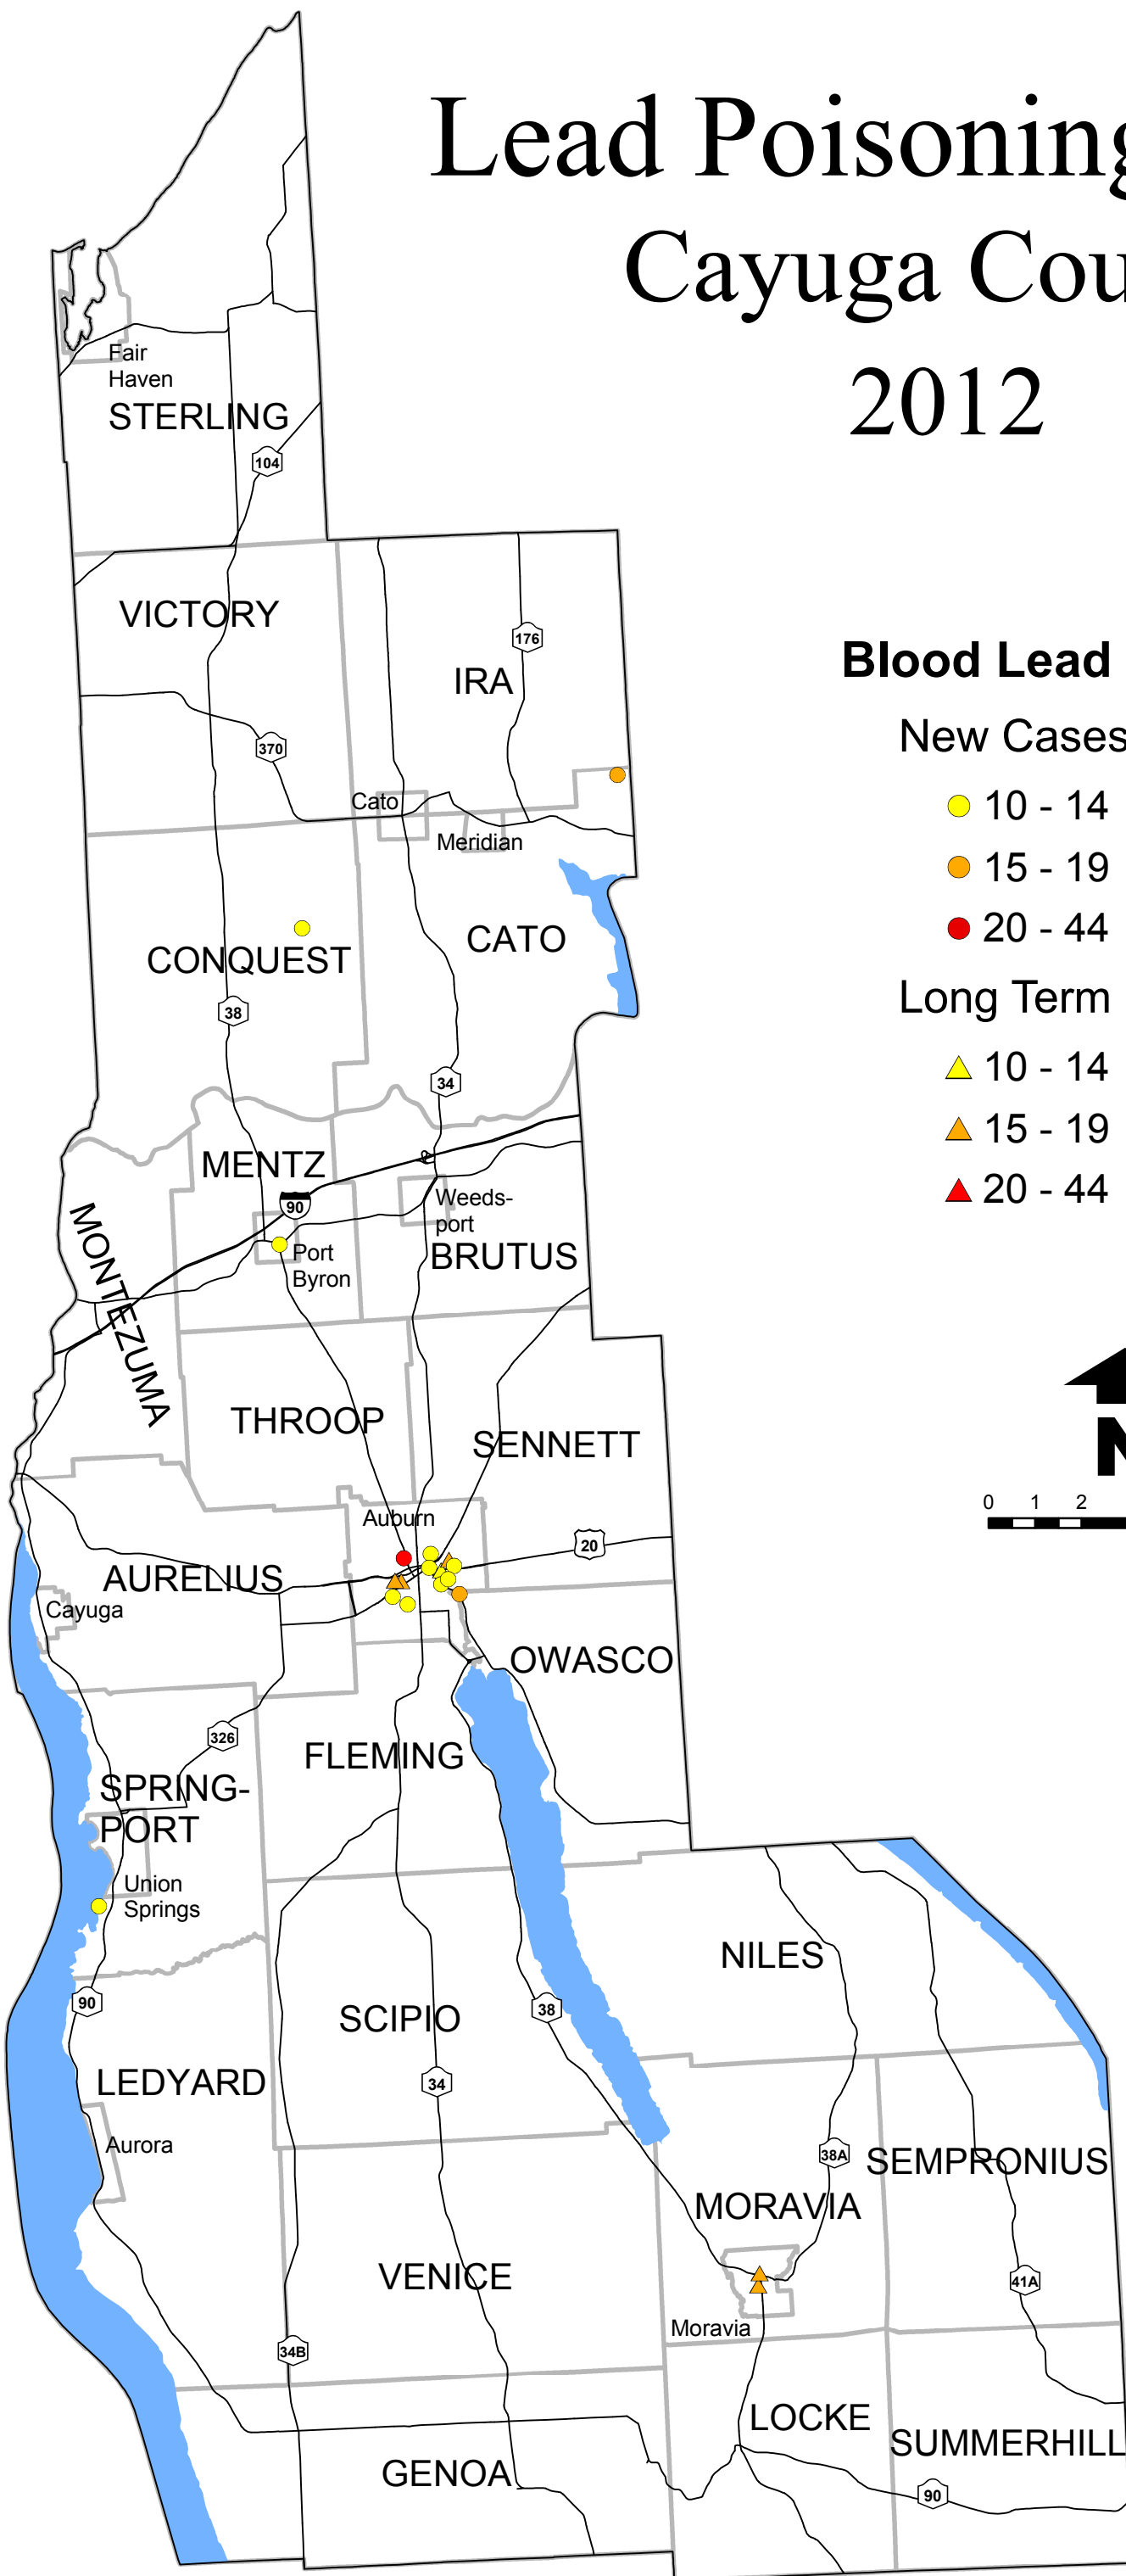 Lead Poisoning
Cayuga Cou
2012
Fair
Haven
STERLING
104
VICTORY
176
IRA
370
Cato
Meridian
Blood Lead
New Cases
10 - 14
15 - 19
20 - 44
Long Term
10 - 14
15 - 19
20 - 44
CONQUEST
CATO
38
34
MENTZ
90
Weeds-
port
BRUTUS
Port
Byron
MONTEZUMA
THROOP
SENNETT
N
0 1 2
Auburn
20
AURELIUS
Cayuga
OWASCO
326
FLEMING
SPRING-
PORT
Union
Springs
NILES
90
SCIPIO
38
LEDYARD
34
Aurora
38A
SEMPRONIUS
MORAVIA
VENICE
41A
Moravia
34B
LOCKE
SUMMERHILL
GENOA
90